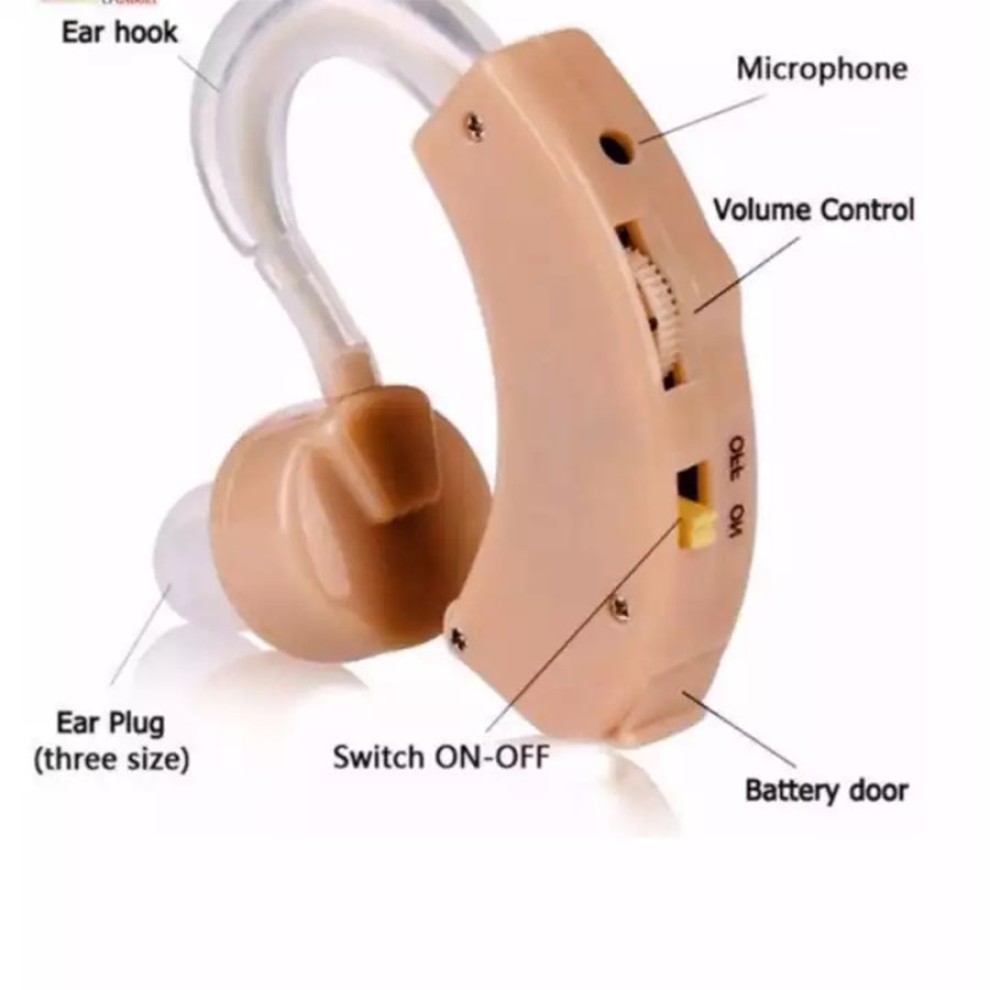 Ear hook
Microphone
Volume Control
OFF ON
Ear Plug
(three size)
Switch ON-OFF
Battery door